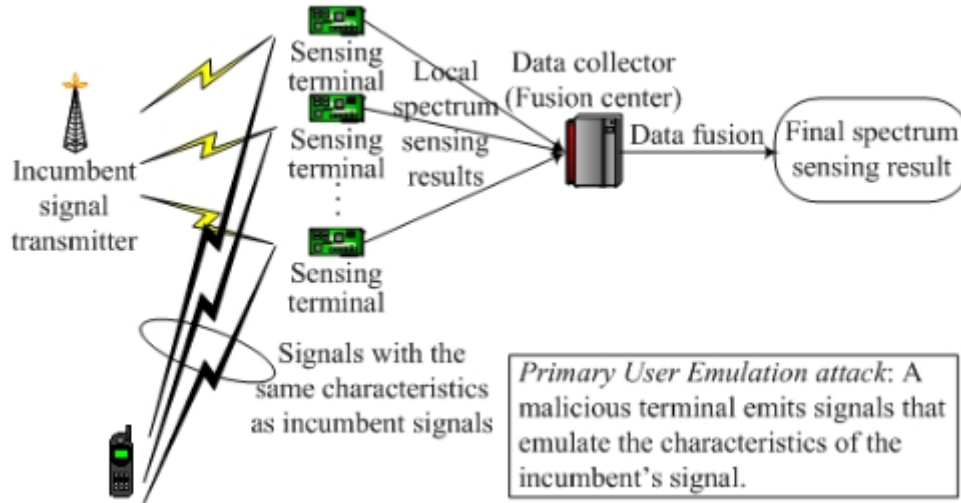 Sensing
terminal
Sensing
terminal
Sensing
terminal
Incumbent
signal
transmitter
Local
spectrum
sensing
results
Data collector
(Fusion center)
Data fusion
Final spectrum
sensing result
Signals with the
same characteristics
as incumbent signals
Primary User Emulation attack: A
malicious terminal emits signals that
emulate the characteristics of the
incumbent's signal.